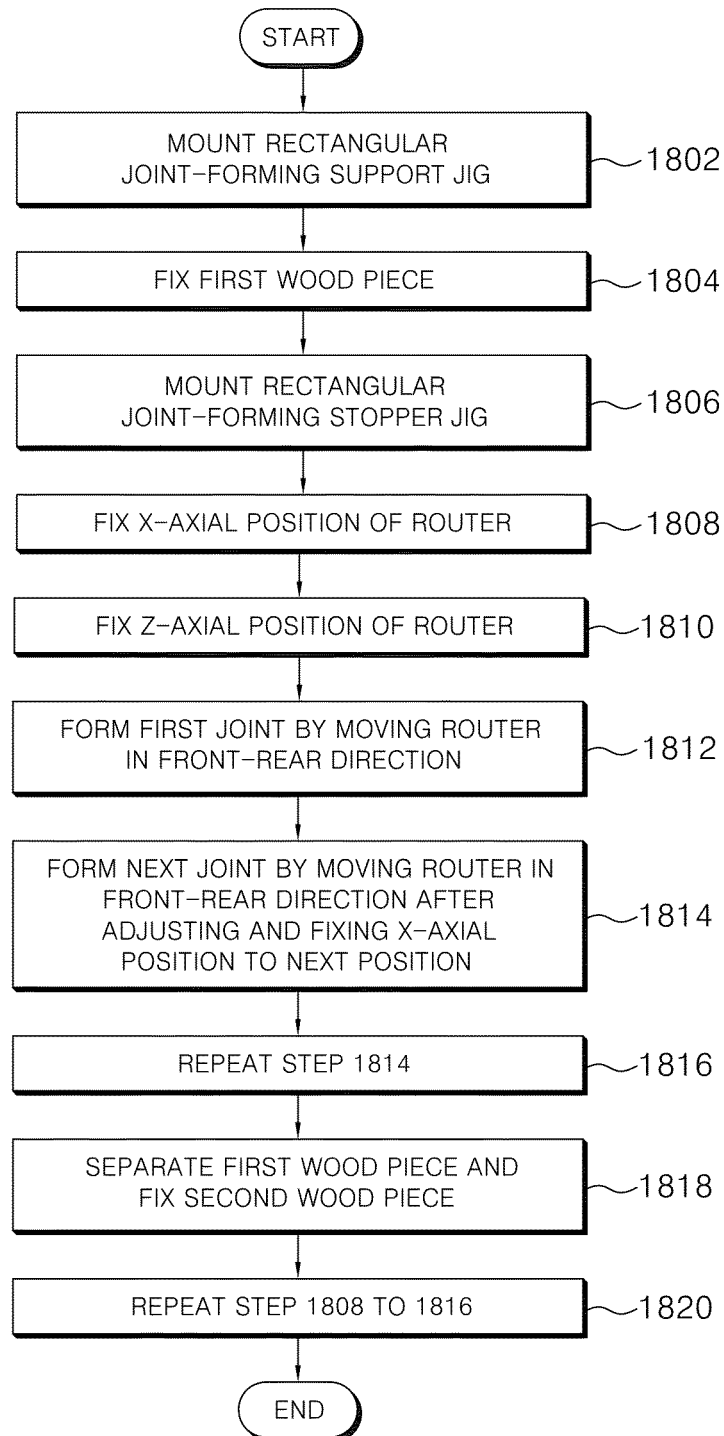 START
MOUNT RECTANGULAR
JOINT-FORMING SUPPORT JIG
1802
FIX FIRST WOOD PIECE
1804
MOUNT RECTANGULAR
JOINT-FORMING STOPPER JIG
1806
FIX X-AXIAL POSITION OF ROUTER
1808
FIX Z-AXIAL POSITION OF ROUTER
1810
FORM FIRST JOINT BY MOVING ROUTER
IN FRONT-REAR DIRECTION
1812
FORM NEXT JOINT BY MOVING ROUTER IN
FRONT-REAR DIRECTION AFTER
ADJUSTING AND FIXING X-AXIAL
POSITION TO NEXT POSITION
1814
REPEAT STEP 1814
1816
SEPARATE FIRST WOOD PIECE AND
FIX SECOND WOOD PIECE
1818
REPEAT STEP 1808 TO 1816
1820
END